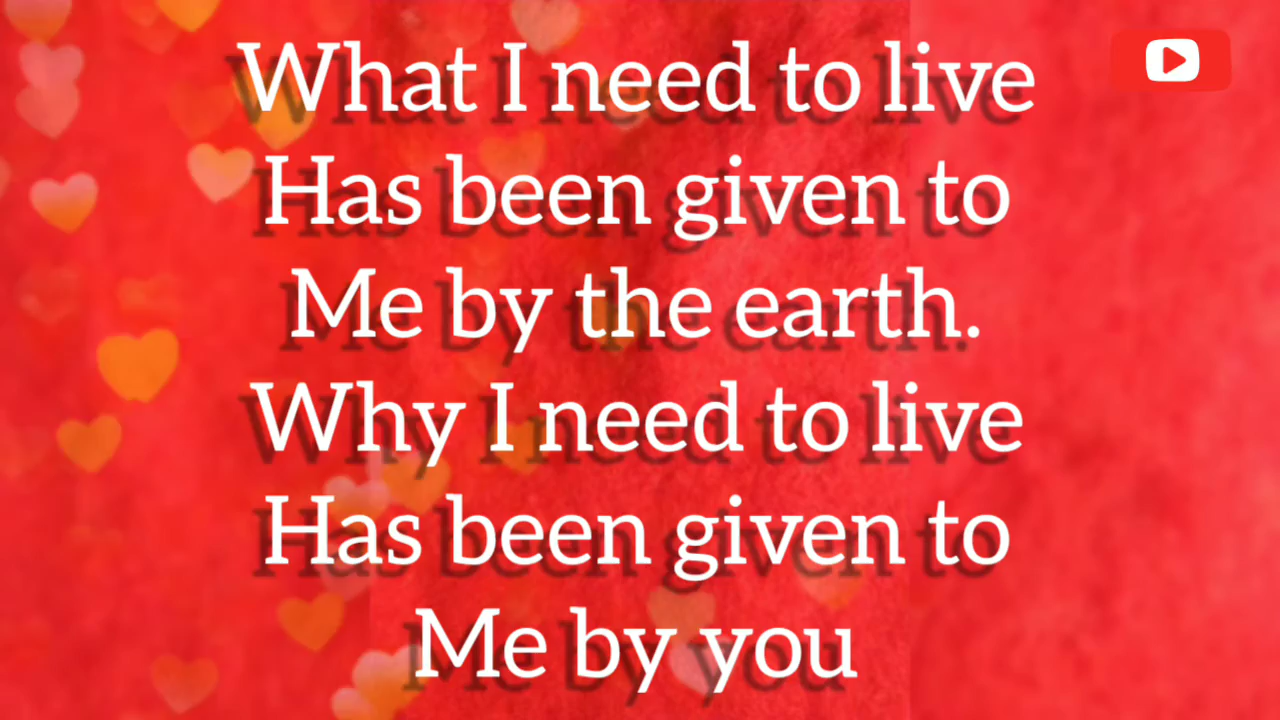 What I need to live
Has been given to
Me by the earth.
Why I need to live
Has been given to
Me by you